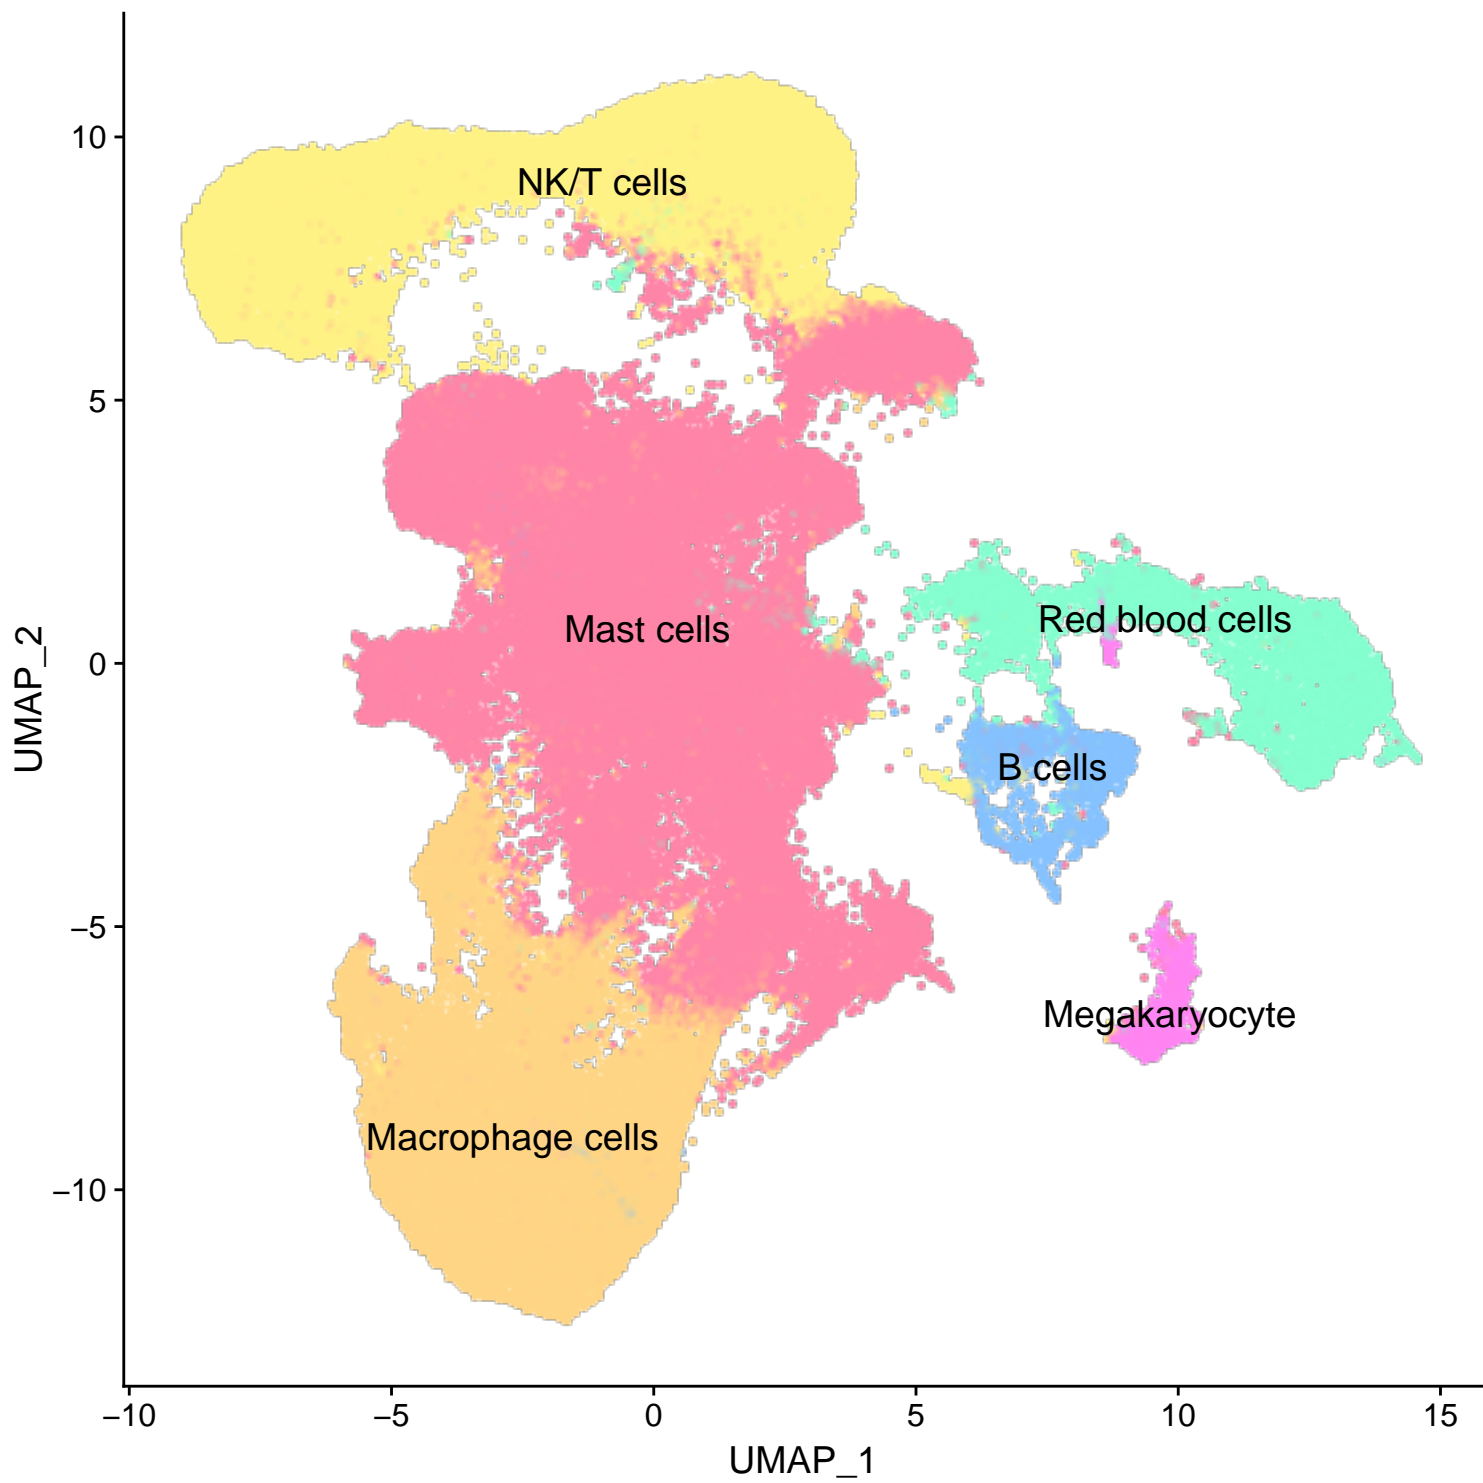 10
5
0
−5
−10
UMAP_2
NK/T cells
Mast cells
Red blood cells
B cells
Megakaryocyte
Macrophage cells
−10 −5 0 5 10 15
UMAP_1